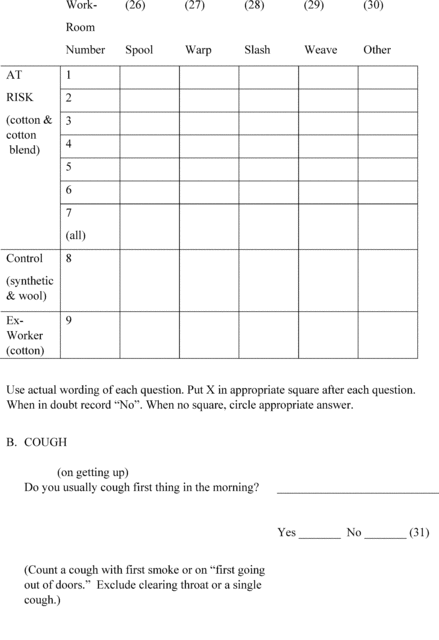 Work- (26) (27) (28) (29) (30)
Room
Number Spool Warp Slash Weave Other
AT 1
RISK 2
(cotton & 3
cotton
blend) 4
5
6
7
(all)
Control 8
(synthetic
& wool)
Ex- 9
Worker
(cotton)
Use actual wording of each question. Put X in appropriate square after each question.
When in doubt record “No”. When no square, circle appropriate answer.
B. COUGH
(on getting up)
Do you usually cough first thing in the morning? ____________
Yes _______ No _______ (31)
(Count a cough with first smoke or on “first going
out of doors.” Exclude clearing throat or a single
cough.)